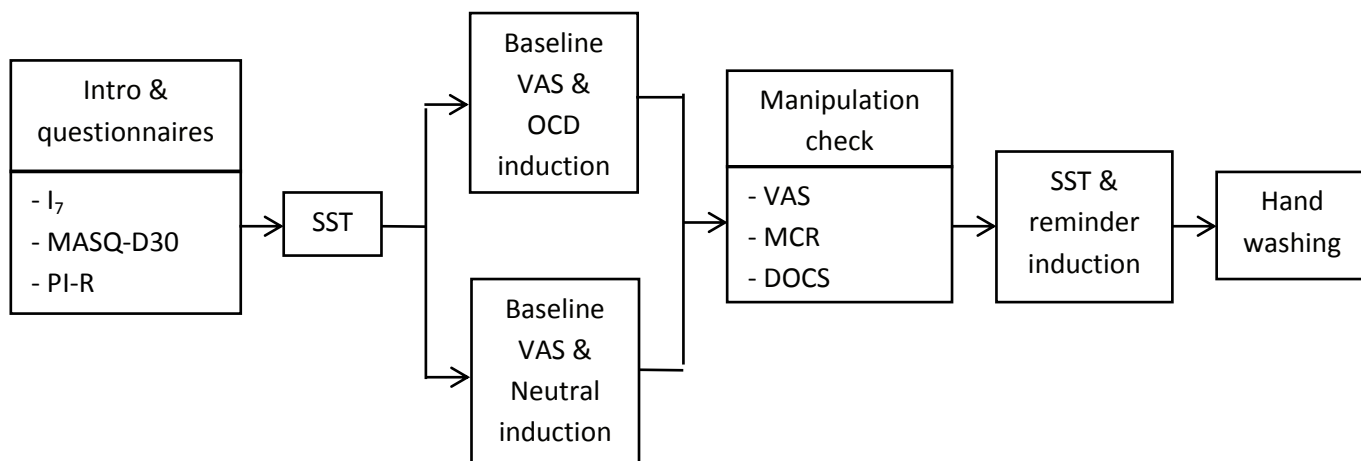 Intro &
questionnaires
- I₇
- MASQ-D30
- PI-R
SST
Baseline
VAS &
OCD
induction
Baseline
VAS &
Neutral
induction
Manipulation
check
- VAS
- MCR
- DOCS
SST &
reminder
induction
Hand
washing